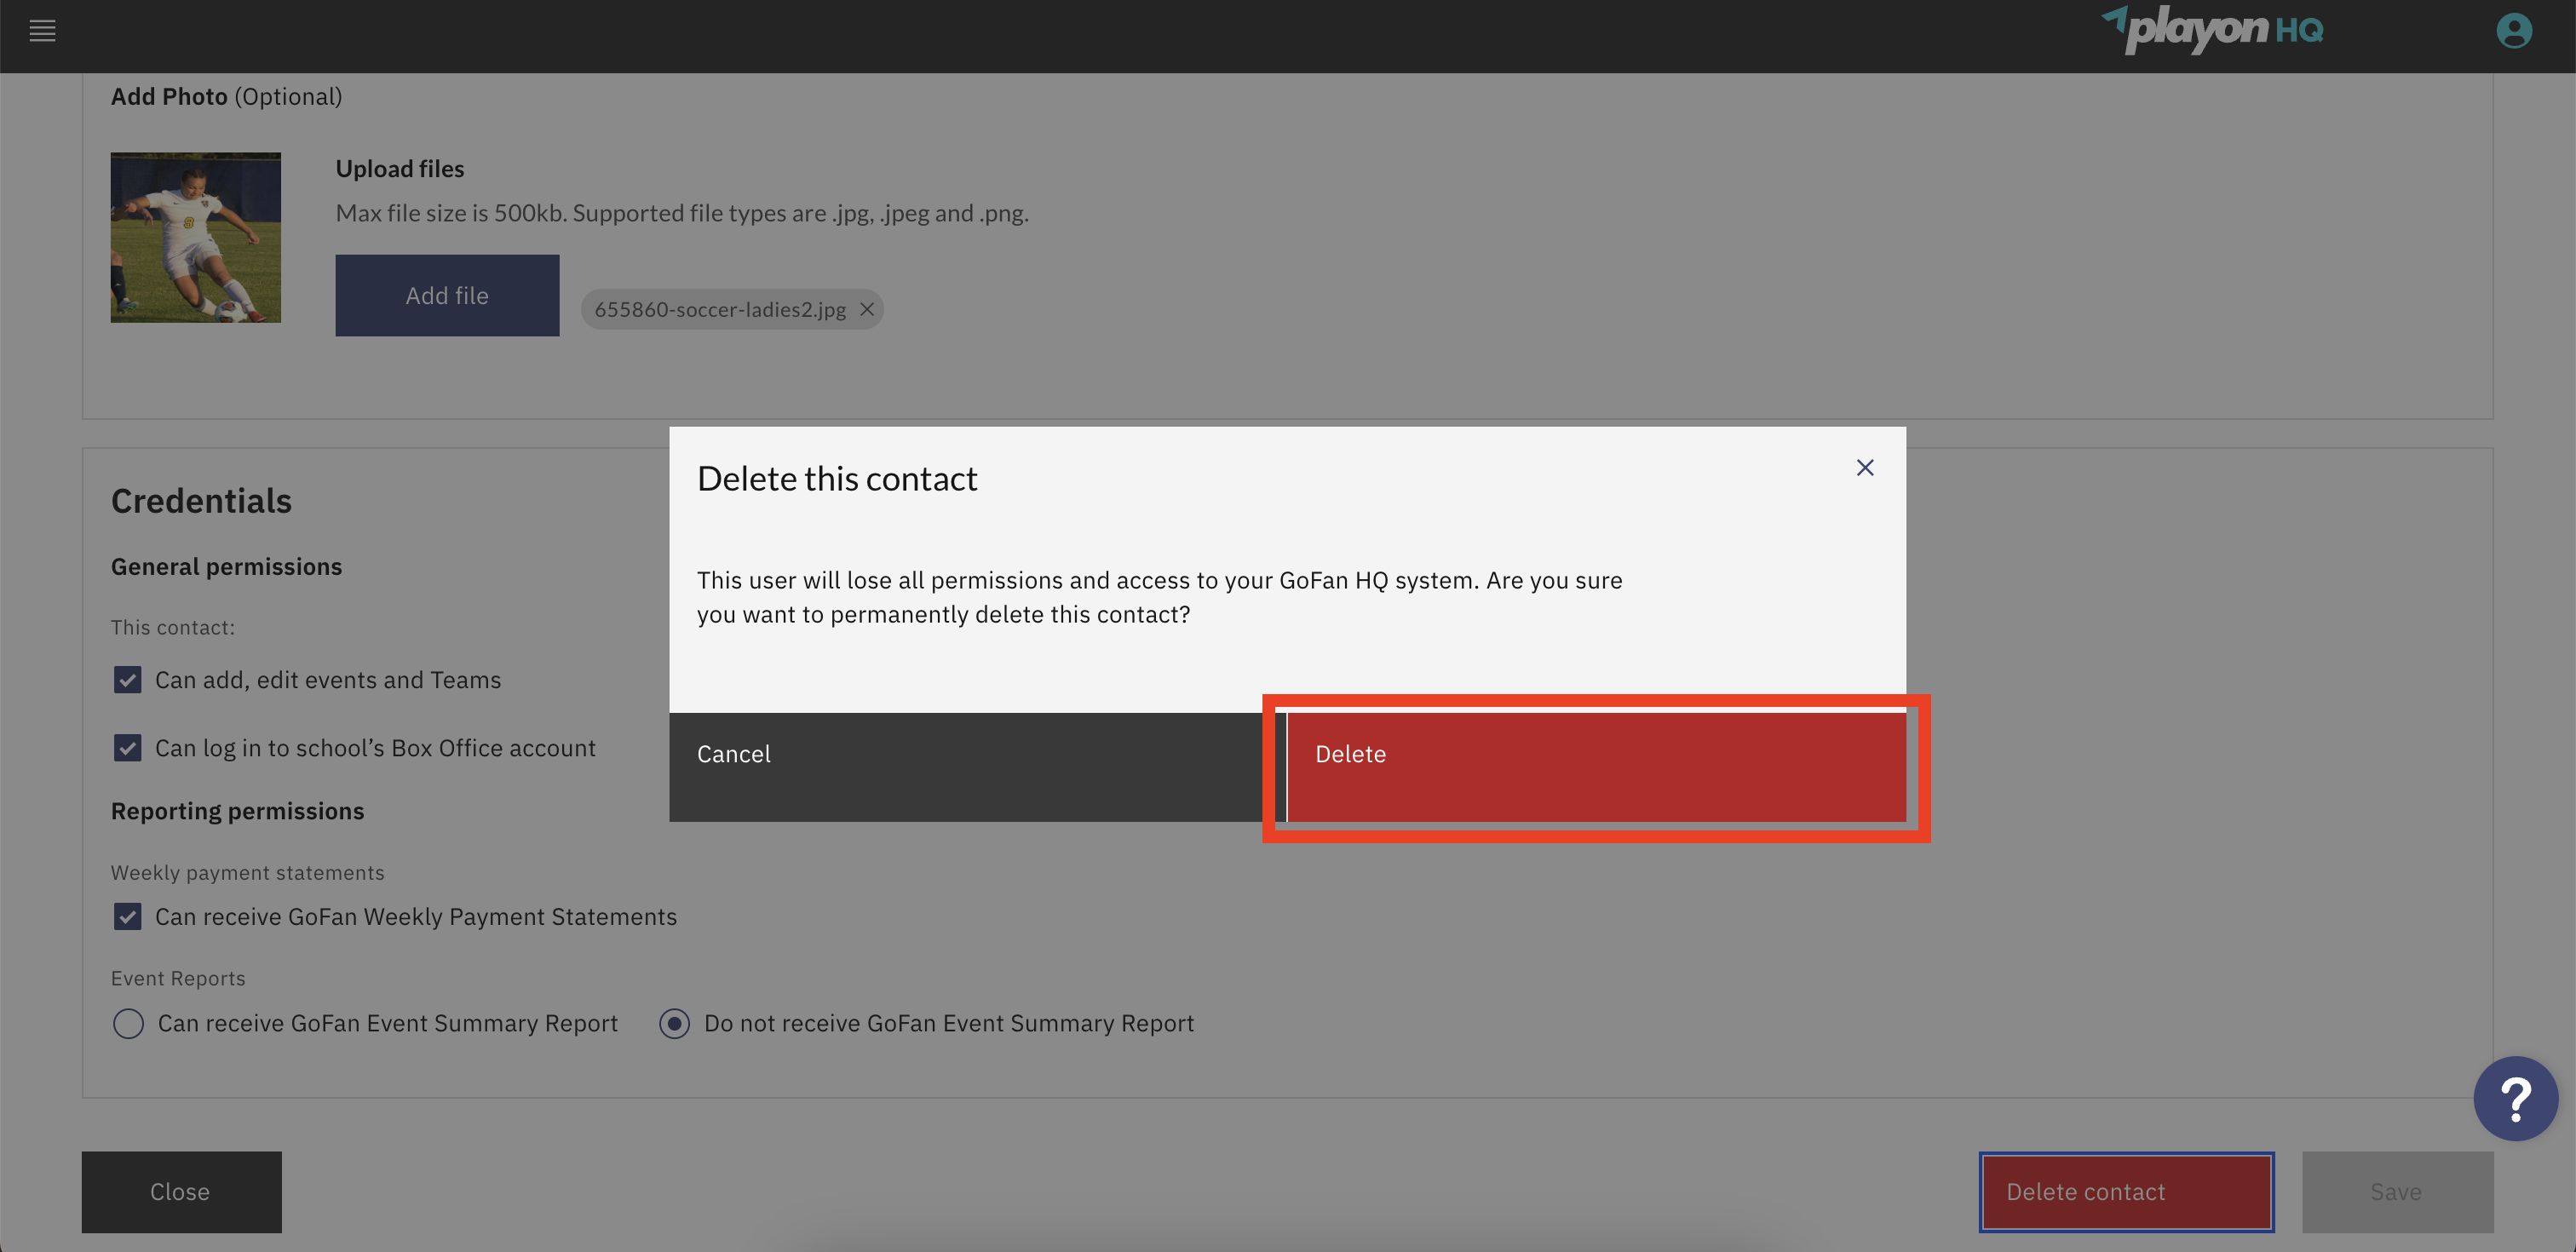 playon HQ
Add Photo (Optional)
Upload files
Max file size is 500kb. Supported file types are .jpg, .jpeg and .png.
Add file
655860-soccer-ladies2.jpg
Delete this contact
This user will lose all permissions and access to your GoFan HQ system. Are you sure
you want to permanently delete this contact?
Cancel
Delete
Credentials
General permissions
This contact:
Can add, edit events and Teams
Can log in to school’s Box Office account
Reporting permissions
Weekly payment statements
Can receive GoFan Weekly Payment Statements
Event Reports
Can receive GoFan Event Summary Report
Do not receive GoFan Event Summary Report
?
Close
Delete contact
Save